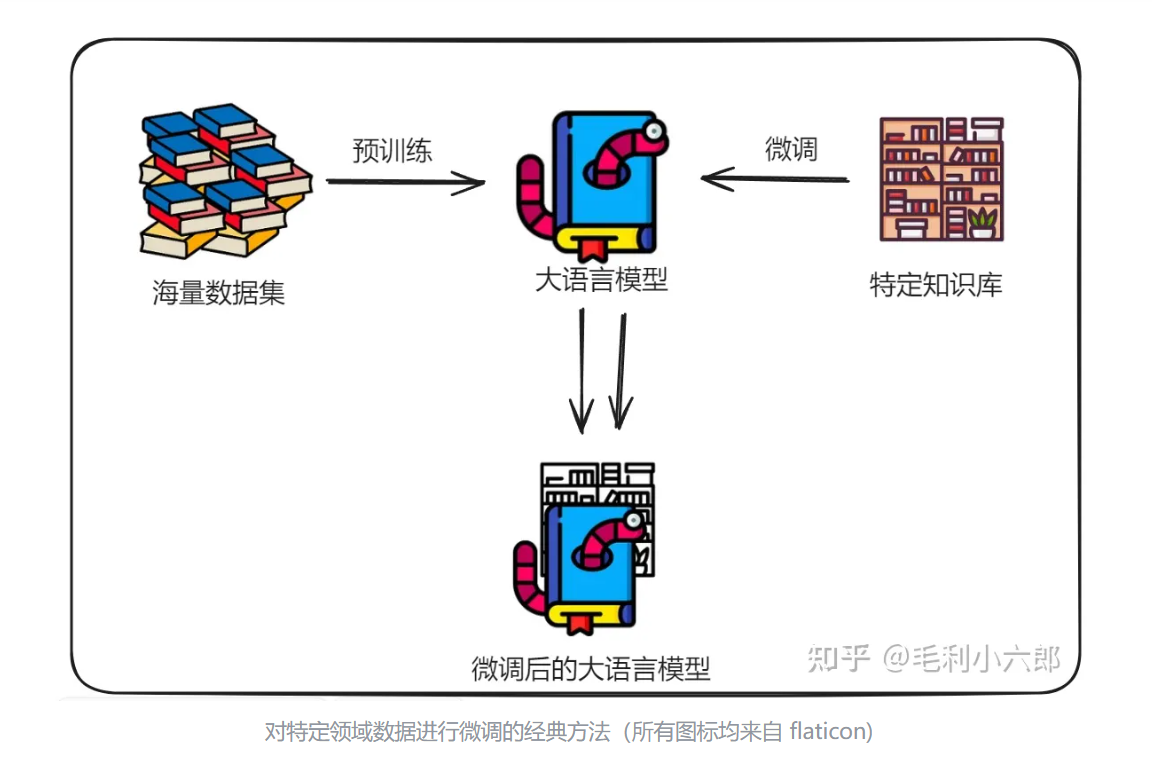 预训练
微调
海量数据集
大语言模型
特定知识库
微调后的大语言模型
知乎 @毛利小六郎
对特定领域数据进行微调的经典方法（所有图标均来自 flaticon)